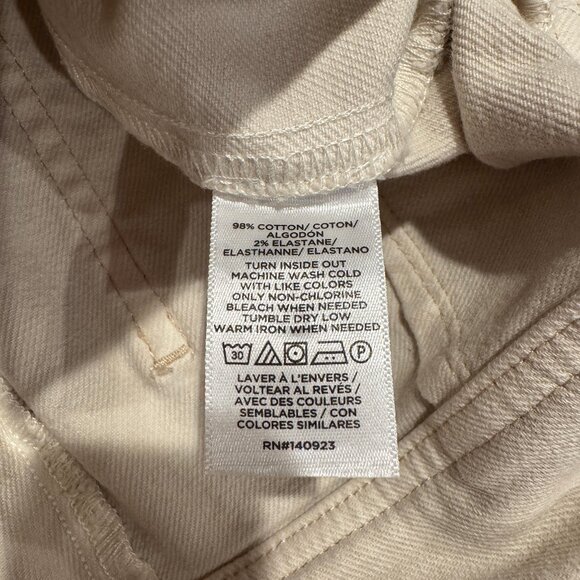 98% COTTON/ COTON/
ALGODÓN
2% ELASTANE/
ELASTHANNE/ ELASTANO
TURN INSIDE OUT
MACHINE WASH COLD
WITH LIKE COLORS
ONLY NON-CHLORINE
BLEACH WHEN NEEDED
TUMBLE DRY LOW
WARM IRON WHEN NEEDED
30 P
LAVER À L'ENVERS /
VOLTEAR AL REVÉS /
AVEC DES COULEURS
SEMBLABLES / CON
COLORES SIMILARES
RN#140923